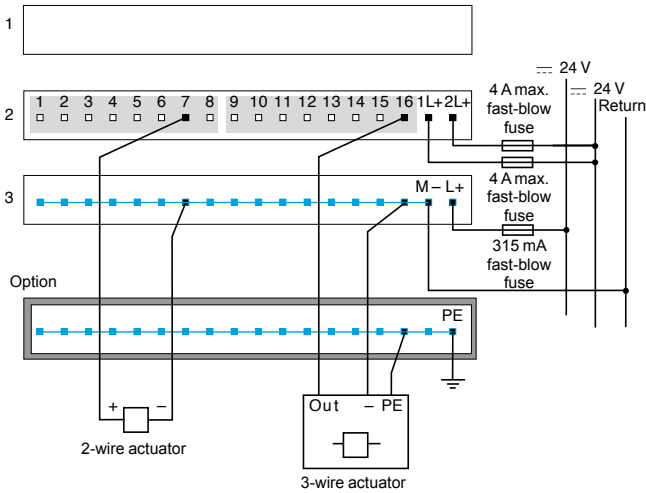 1
24 V
4 A max.
fast-blow
fuse
24 V
Return
2
1 2 3 4 5 6 7 8 9 10 11 12 13 14 15 16 1L+ 2L+
4 A max.
fast-blow
fuse
3
M – L+
315 mA
fast-blow
fuse
Option
PE
+ –
2-wire actuator
Out – PE
3-wire actuator